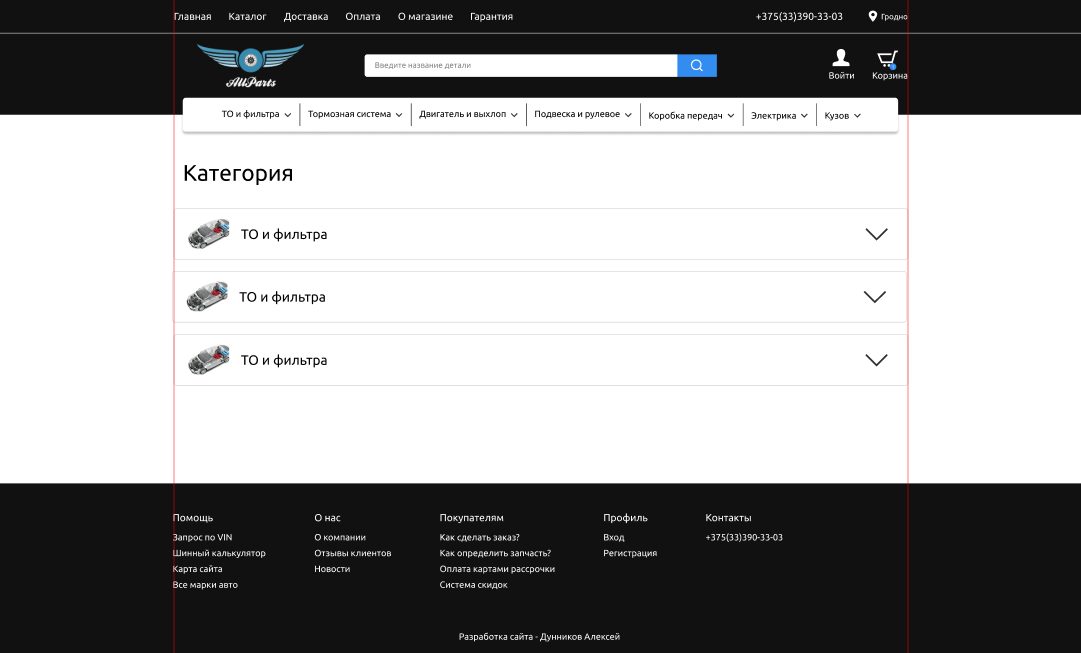 Главная Каталог Доставка Оплата О магазине Гарантия +375(33)390-33-03 Гродно
AllParts
Введите название детали
Войти Корзина
ТО и фильтра Тормозная система Двигатель и выхлоп Подвеска и рулевое Коробка передач Электрика Кузов
Категория
ТО и фильтра
ТО и фильтра
ТО и фильтра
Помощь О нас Покупателям Профиль Контакты
Запрос по VIN О компании Как сделать заказ? Вход +375(33)390-33-03
Шинный калькулятор Отзывы клиентов Как определить запчасть? Регистрация
Карта сайта Новости Оплата картами рассрочки
Все марки авто Система скидок
Разработка сайта - Дунников Алексей